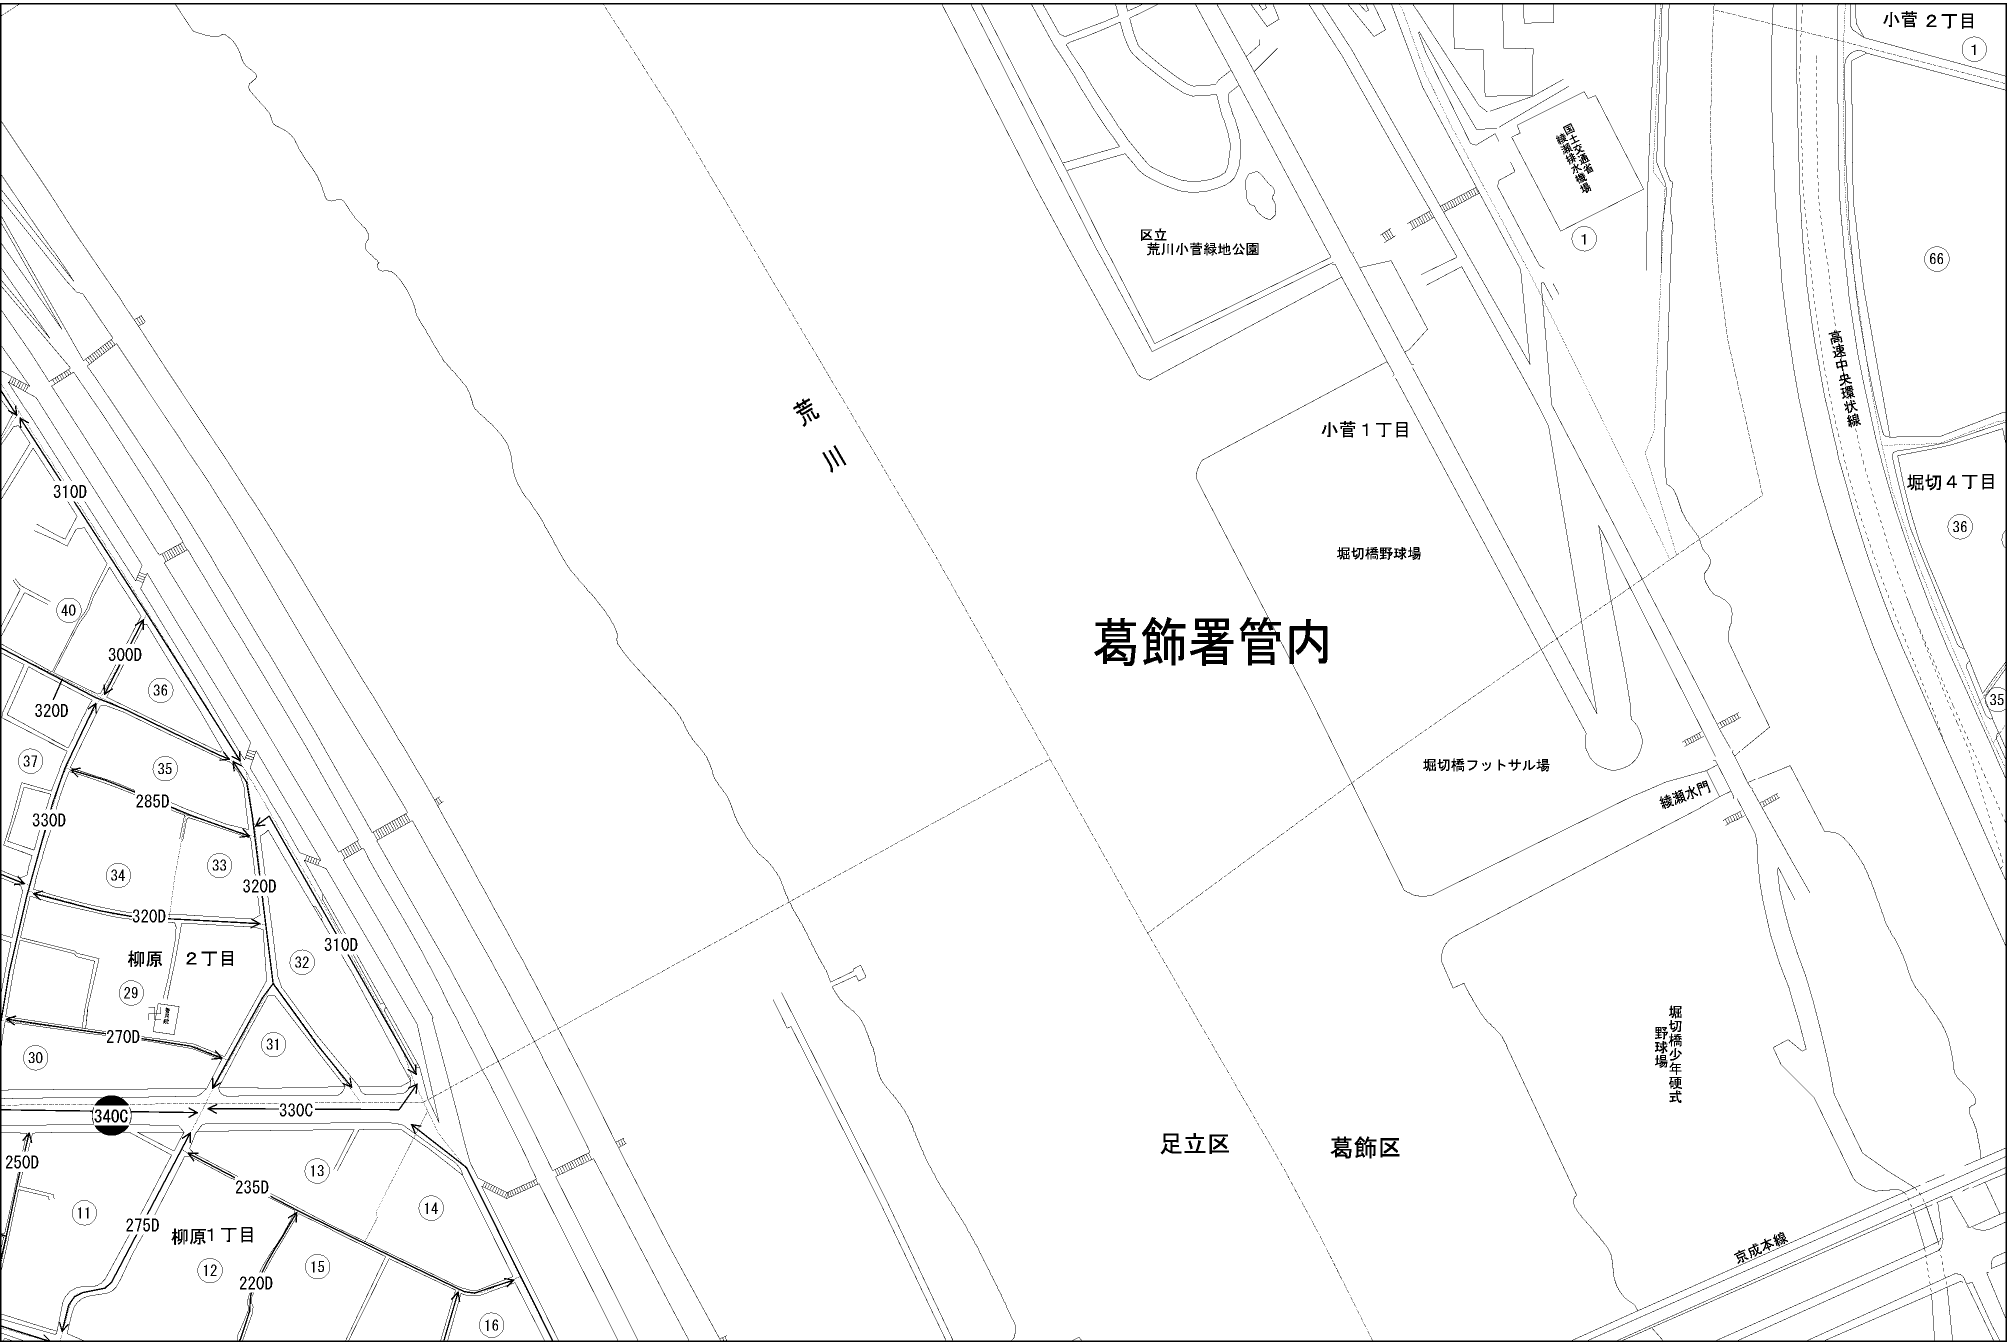 小菅 2丁目
1
国土交通省
綾瀬排水機場
1
区立
荒川小菅緑地公園
66
高速中央環状線
荒川
小菅1丁目
堀切4丁目
36
310D
堀切橋野球場
40
葛飾署管内
300D
36
35
320D
37
35
285D
堀切橋フットサル場
綾瀬水門
330D
33
34
320D
320D
310D
柳原 2丁目
32
29
270D
31
30
堀切橋少年硬式
野球場
340C
330C
足立区
葛飾区
250D
13
235D
14
11
275D
柳原1丁目
京成本線
12
15
220D
16